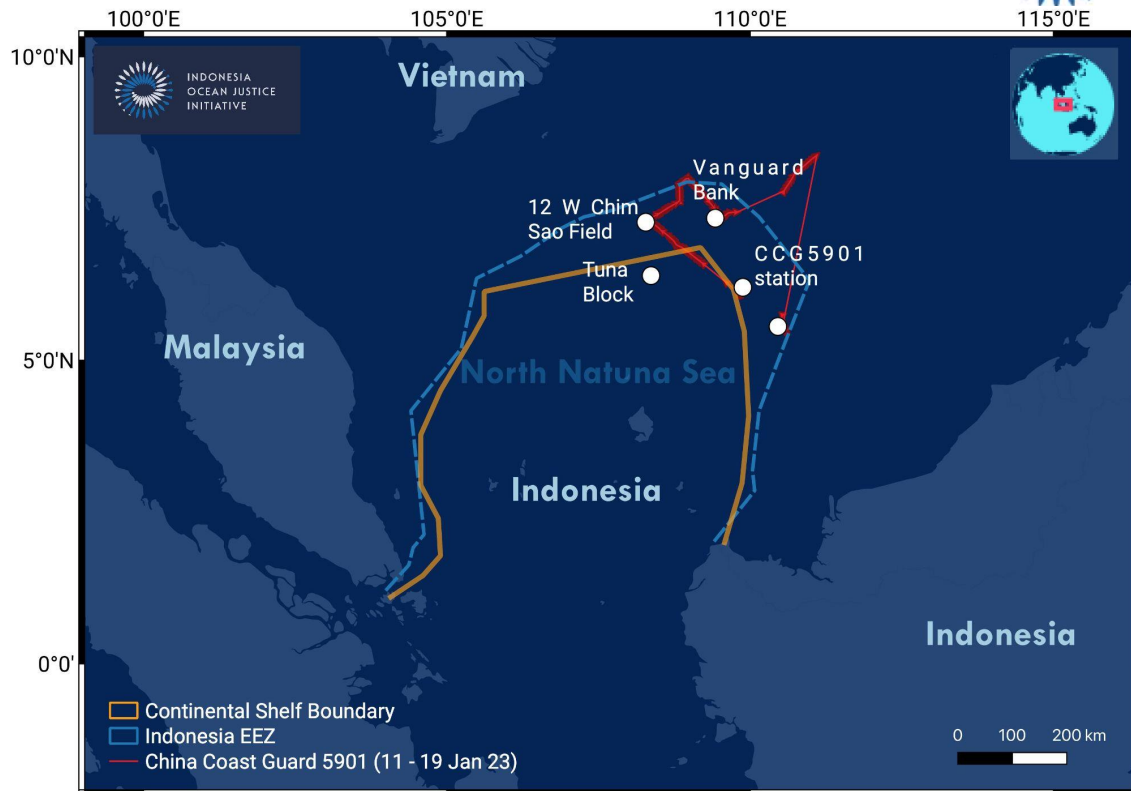 100°0'E 105°0'E 110°0'E 115°0'E
10°0'N
INDONESIA
OCEAN JUSTICE
INITIATIVE
Vietnam
Vanguard
Bank
12 W Chim
Sao Field
CCG5901
station
Tuna
Block
5°0'N
Malaysia
North Natuna Sea
Indonesia
Indonesia
0°0'
Continental Shelf Boundary
Indonesia EEZ
China Coast Guard 5901 (11 - 19 Jan 23)
0 100 200 km